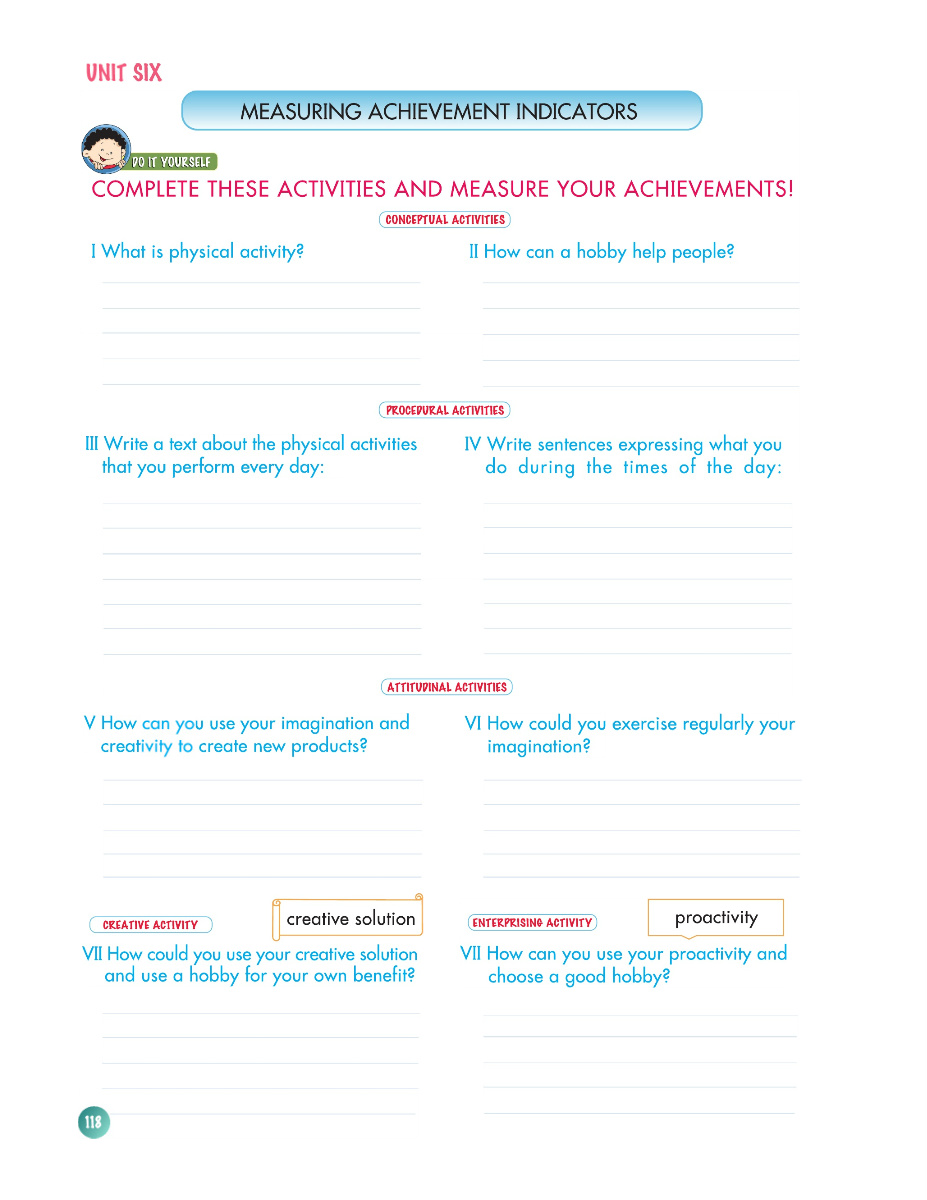 UNIT SIX
MEASURING ACHIEVEMENT INDICATORS
DO IT YOURSELF
COMPLETE THESE ACTIVITIES AND MEASURE YOUR ACHIEVEMENTS!
CONCEPTUAL ACTIVITIES
I What is physical activity?
II How can a hobby help people?
PROCEDURAL ACTIVITIES
III Write a text about the physical activities
that you perform every day:
IV Write sentences expressing what you
do during the times of the day:
ATTITUDINAL ACTIVITIES
V How can you use your imagination and
creativity to create new products?
VI How could you exercise regularly your
imagination?
CREATIVE ACTIVITY
creative solution
VII How could you use your creative solution
and use a hobby for your own benefit?
ENTERPRISING ACTIVITY
proactivity
VII How can you use your proactivity and
choose a good hobby?
118